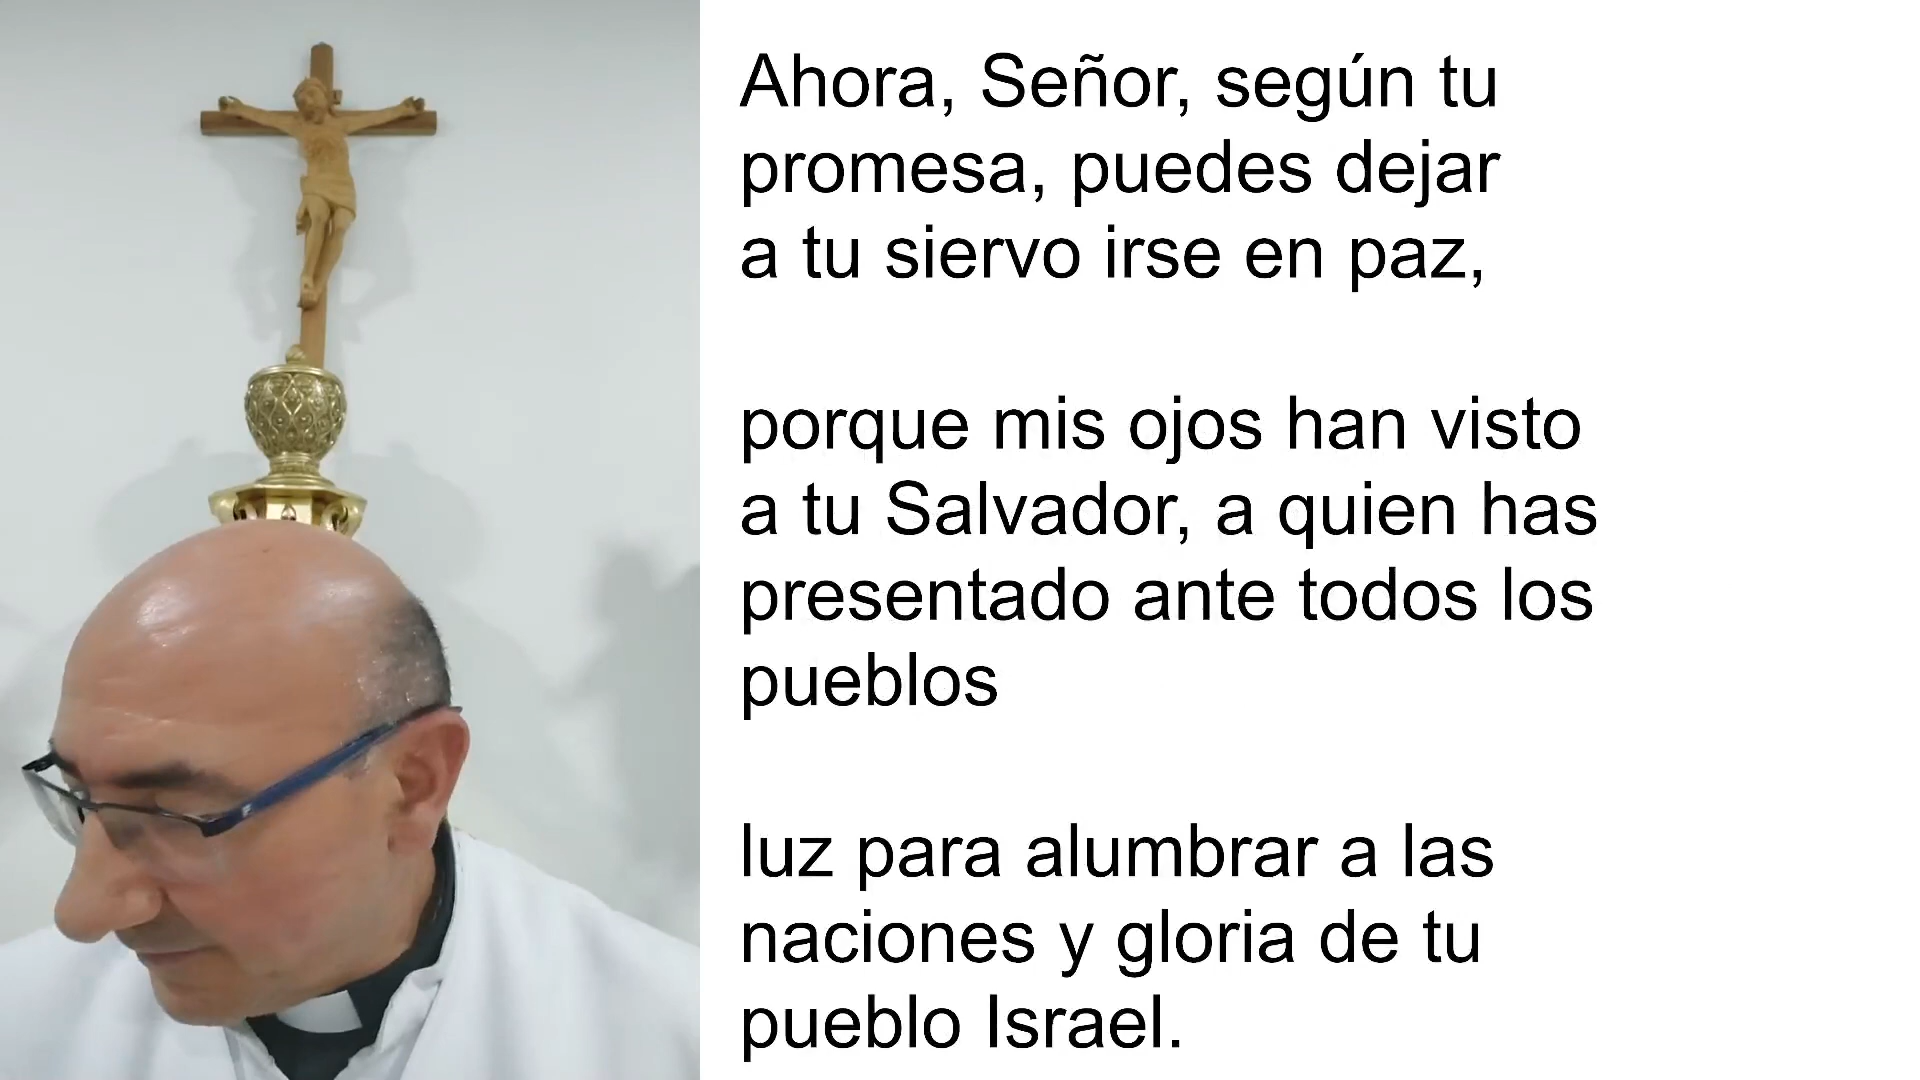 Ahora, Señor, según tu
promesa, puedes dejar
a tu siervo irse en paz,
porque mis ojos han visto
a tu Salvador, a quien has
presentado ante todos los
pueblos
luz para alumbrar a las
naciones y gloria de tu
pueblo Israel.